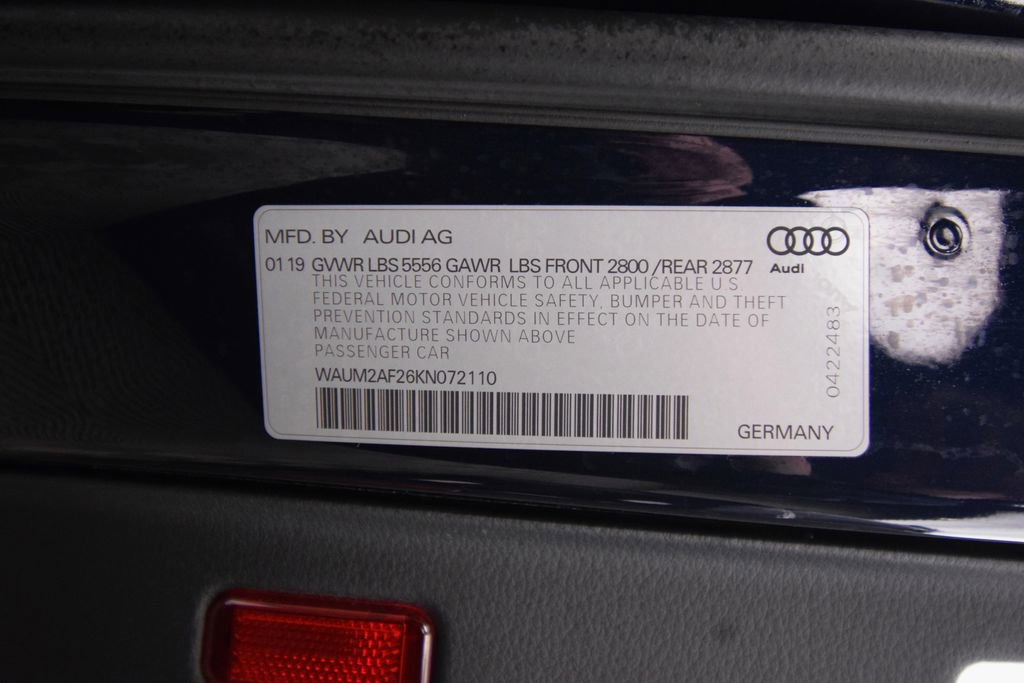 MFD. BY AUDI AG
Audi
01 19 GVWR LBS 5556 GAWR LBS FRONT 2800 /REAR 2877
THIS VEHICLE CONFORMS TO ALL APPLICABLE U.S.
FEDERAL MOTOR VEHICLE SAFETY, BUMPER AND THEFT
PREVENTION STANDARDS IN EFFECT ON THE DATE OF
MANUFACTURE SHOWN ABOVE
PASSENGER CAR
WAUM2AF26KN072110
0422483
GERMANY